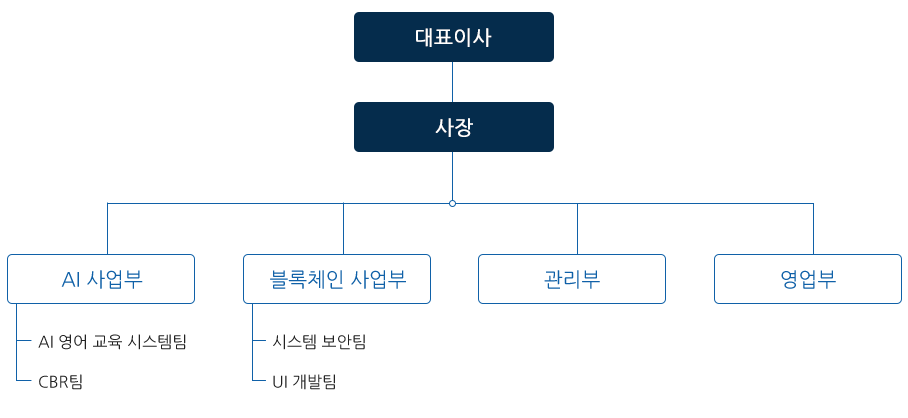 대표이사
사장
AI 사업부
블록체인 사업부
관리부
영업부
AI 영어 교육 시스템팀
시스템 보안팀
CBR팀
UI 개발팀